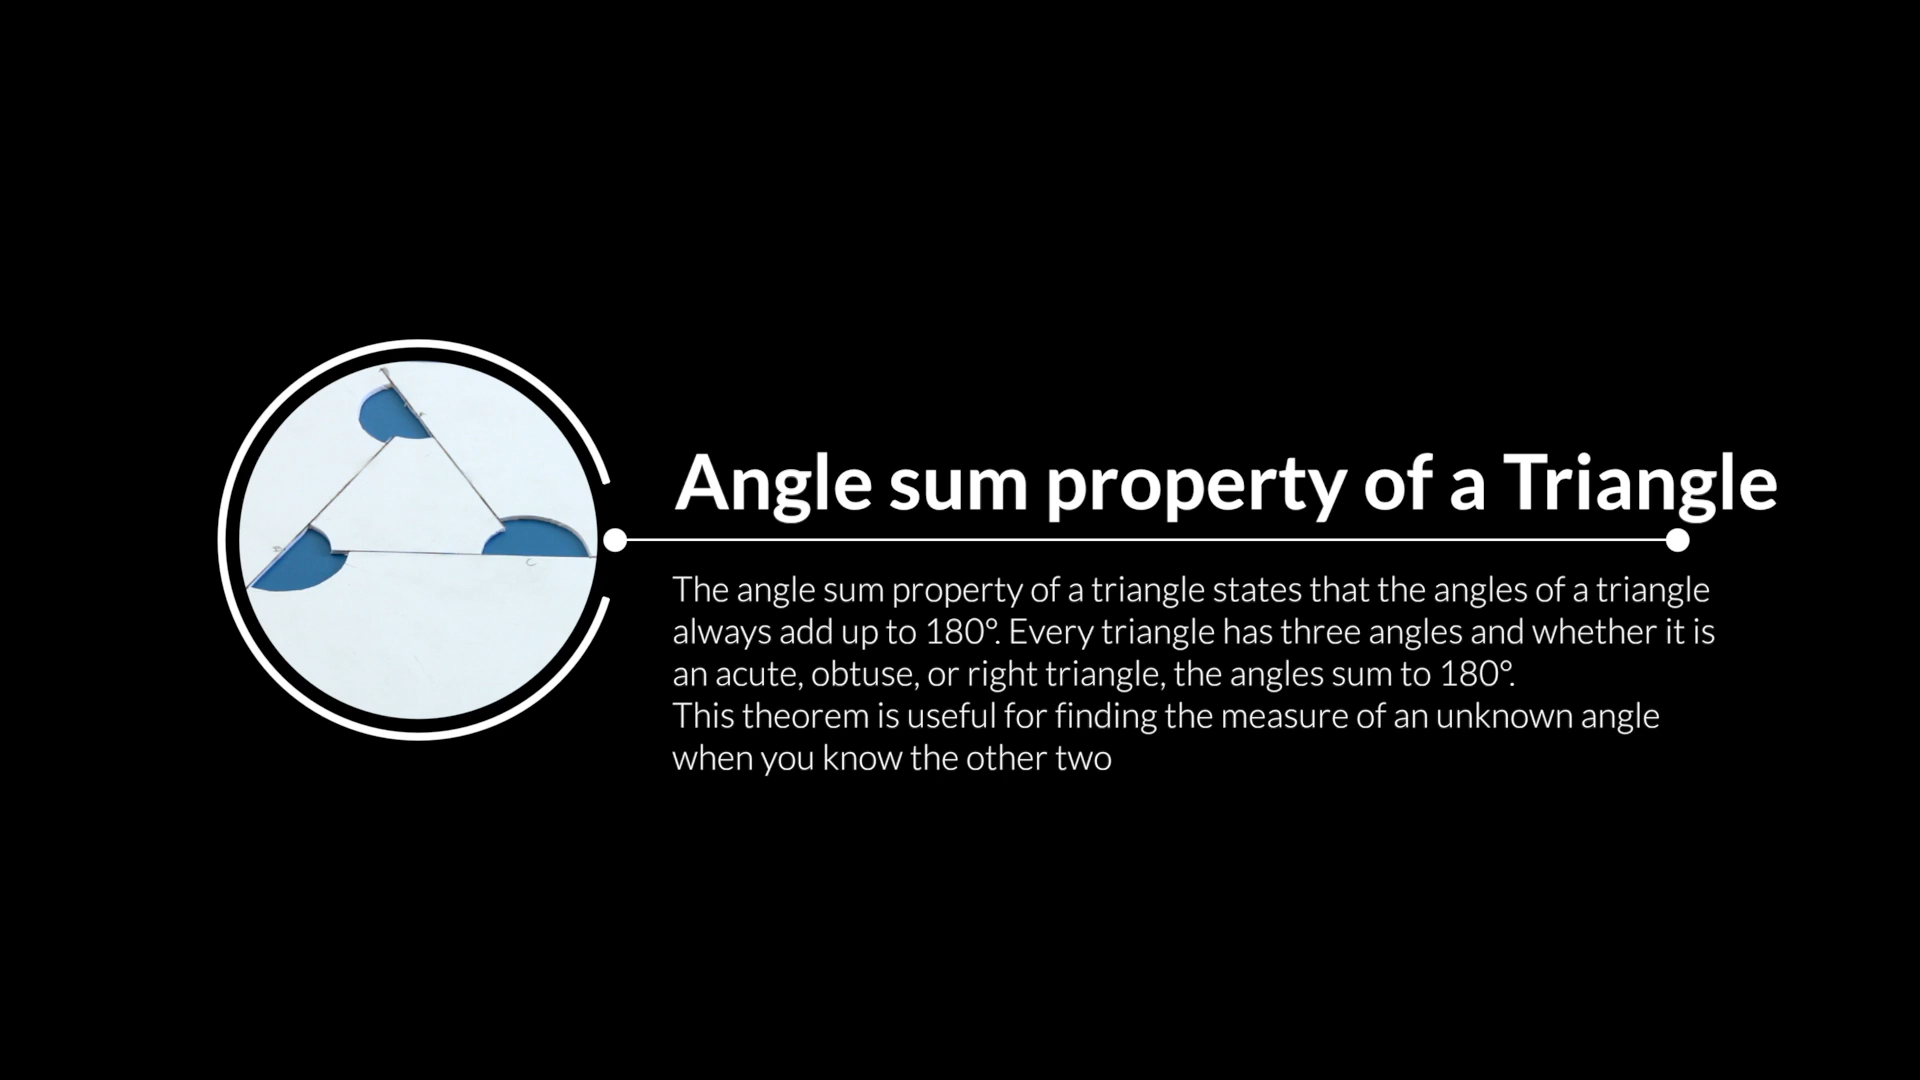 Angle sum property of a Triangle
The angle sum property of a triangle states that the angles of a triangle
always add up to 180°. Every triangle has three angles and whether it is
an acute, obtuse, or right triangle, the angles sum to 180°.
This theorem is useful for finding the measure of an unknown angle
when you know the other two